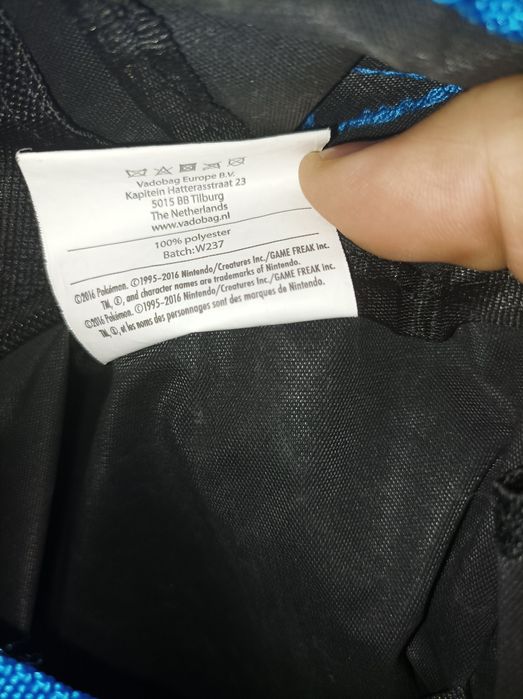 Vadobag Europe B.V.
Kapitein Hatterasstraat 23
5015 BB Tilburg
The Netherlands
www.vadobag.nl
100% polyester
Batch:W237
©2016 Pokémon. ©1995-2016 Nintendo/Creatures Inc./GAME FREAK inc.
TM, ®, and character names are trademarks of Nintendo.
©2016 Pokémon. ©1995-2016 Nintendo/Creatures Inc./GAME FREAK inc.
TM, ®, et les noms des personnages sont des marques de Nintendo.